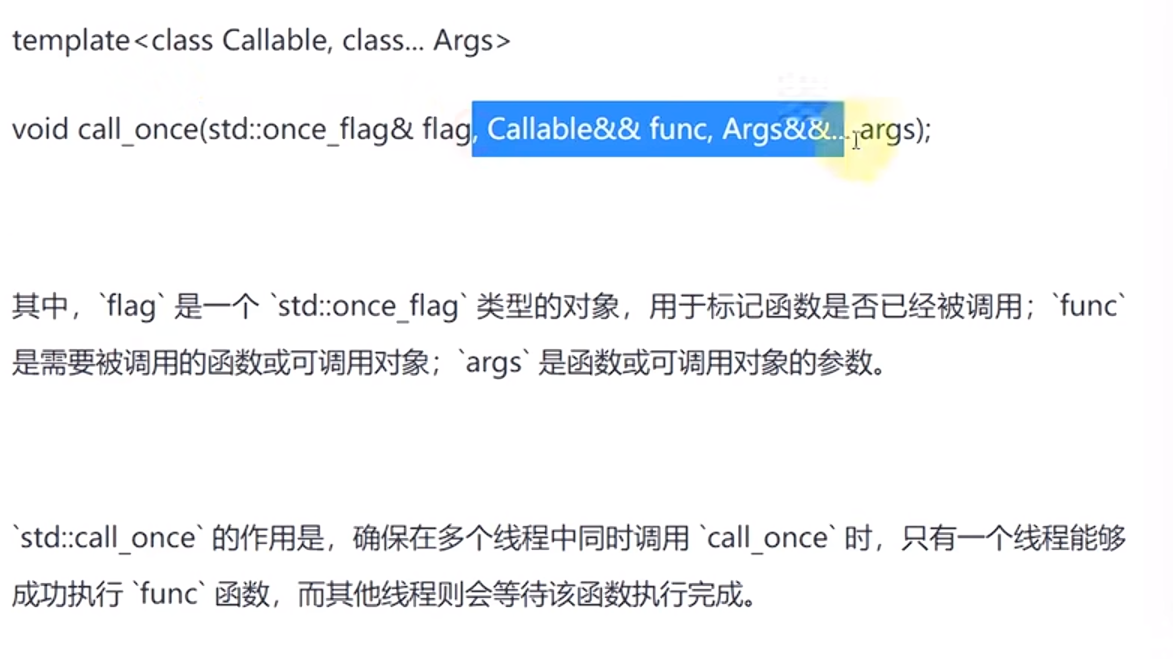 template<class Callable, class... Args>
void call_once(std::once_flag& flag, Callable&& func, Args&&... args);
其中，`flag` 是一个 `std::once_flag` 类型的对象，用于标记函数是否已经被调用；`func`
是需要被调用的函数或可调用对象；`args` 是函数或可调用对象的参数。
`std::call_once` 的作用是，确保在多个线程中同时调用 `call_once` 时，只有一个线程能够
成功执行 `func` 函数，而其他线程则会等待该函数执行完成。